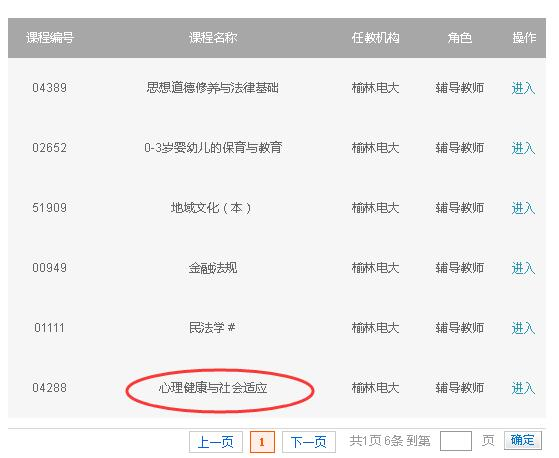 课程编号 课程名称 任教机构 角色 操作
04389 思想道德修养与法律基础 榆林电大 辅导教师 进入
02652 0-3岁婴幼儿的保育与教育 榆林电大 辅导教师 进入
51909 地域文化（本） 榆林电大 辅导教师 进入
00949 金融法规 榆林电大 辅导教师 进入
01111 民法学＃ 榆林电大 辅导教师 进入
04288 心理健康与社会适应 榆林电大 辅导教师 进入
上一页 1 下一页 共1页 6条 到第 页 确定